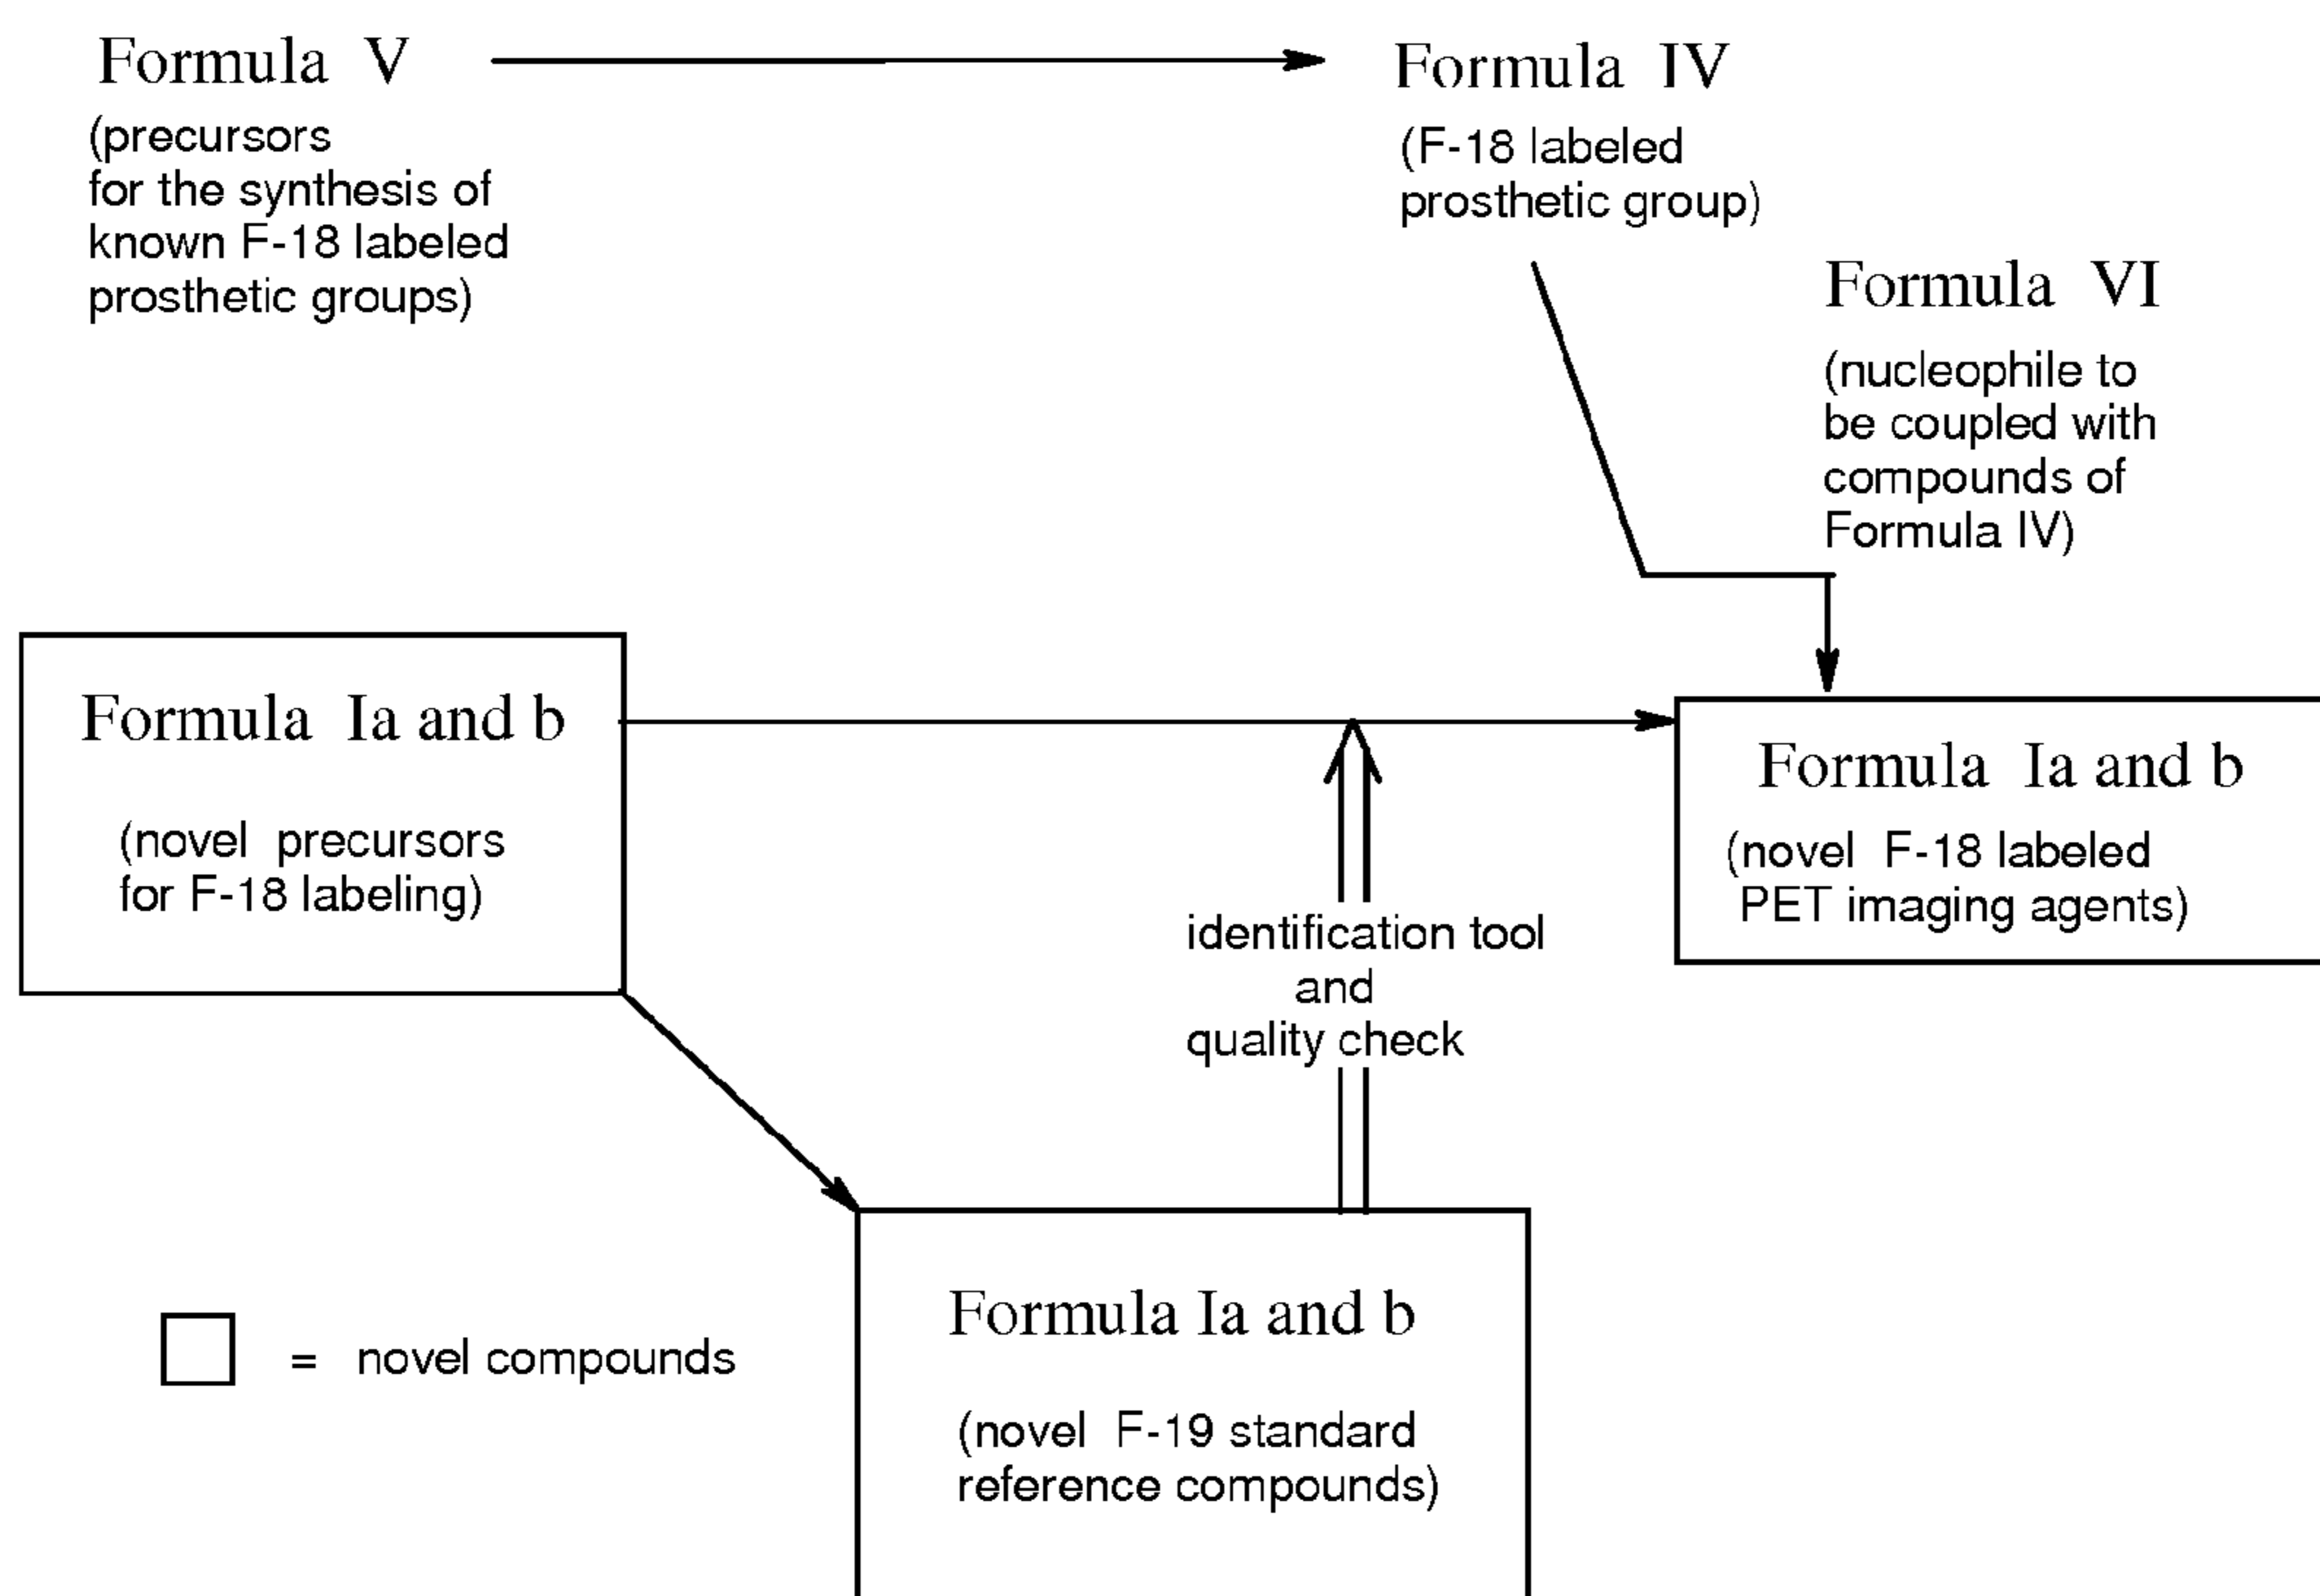 Formula V
(precursors
for the synthesis of
known F-18 labeled
prosthetic groups)
Formula IV
(F-18 labeled
prosthetic group)
Formula VI
(nucleophile to
be coupled with
compounds of
Formula IV)
Formula Ia and b
(novel precursors
for F-18 labeling)
Formula Ia and b
(novel F-18 labeled
PET imaging agents)
identification tool
and
quality check
Formula Ia and b
(novel F-19 standard
reference compounds)
= novel compounds